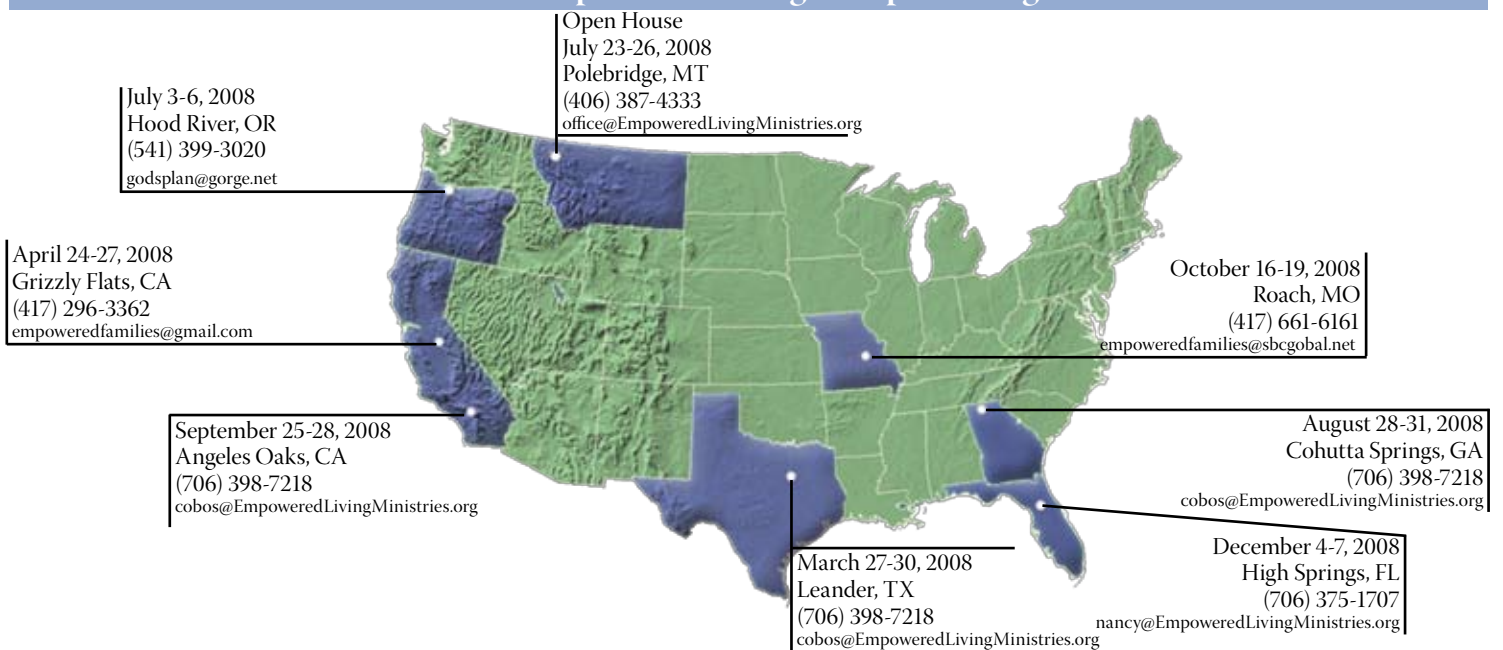 Open House
July 23-26, 2008
Polebridge, MT
(406) 387-4333
office@EmpoweredLivingMinistries.org
July 3-6, 2008
Hood River, OR
(541) 399-3020
godsplan@gorge.net
April 24-27, 2008
Grizzly Flats, CA
(417) 296-3362
empoweredfamilies@gmail.com
October 16-19, 2008
Roach, MO
(417) 661-6161
empoweredfamilies@sbcgobal.net
September 25-28, 2008
Angeles Oaks, CA
(706) 398-7218
cobos@EmpoweredLivingMinistries.org
August 28-31, 2008
Cohutta Springs, GA
(706) 398-7218
cobos@EmpoweredLivingMinistries.org
March 27-30, 2008
Leander, TX
(706) 398-7218
cobos@EmpoweredLivingMinistries.org
December 4-7, 2008
High Springs, FL
(706) 375-1707
nancy@EmpoweredLivingMinistries.org